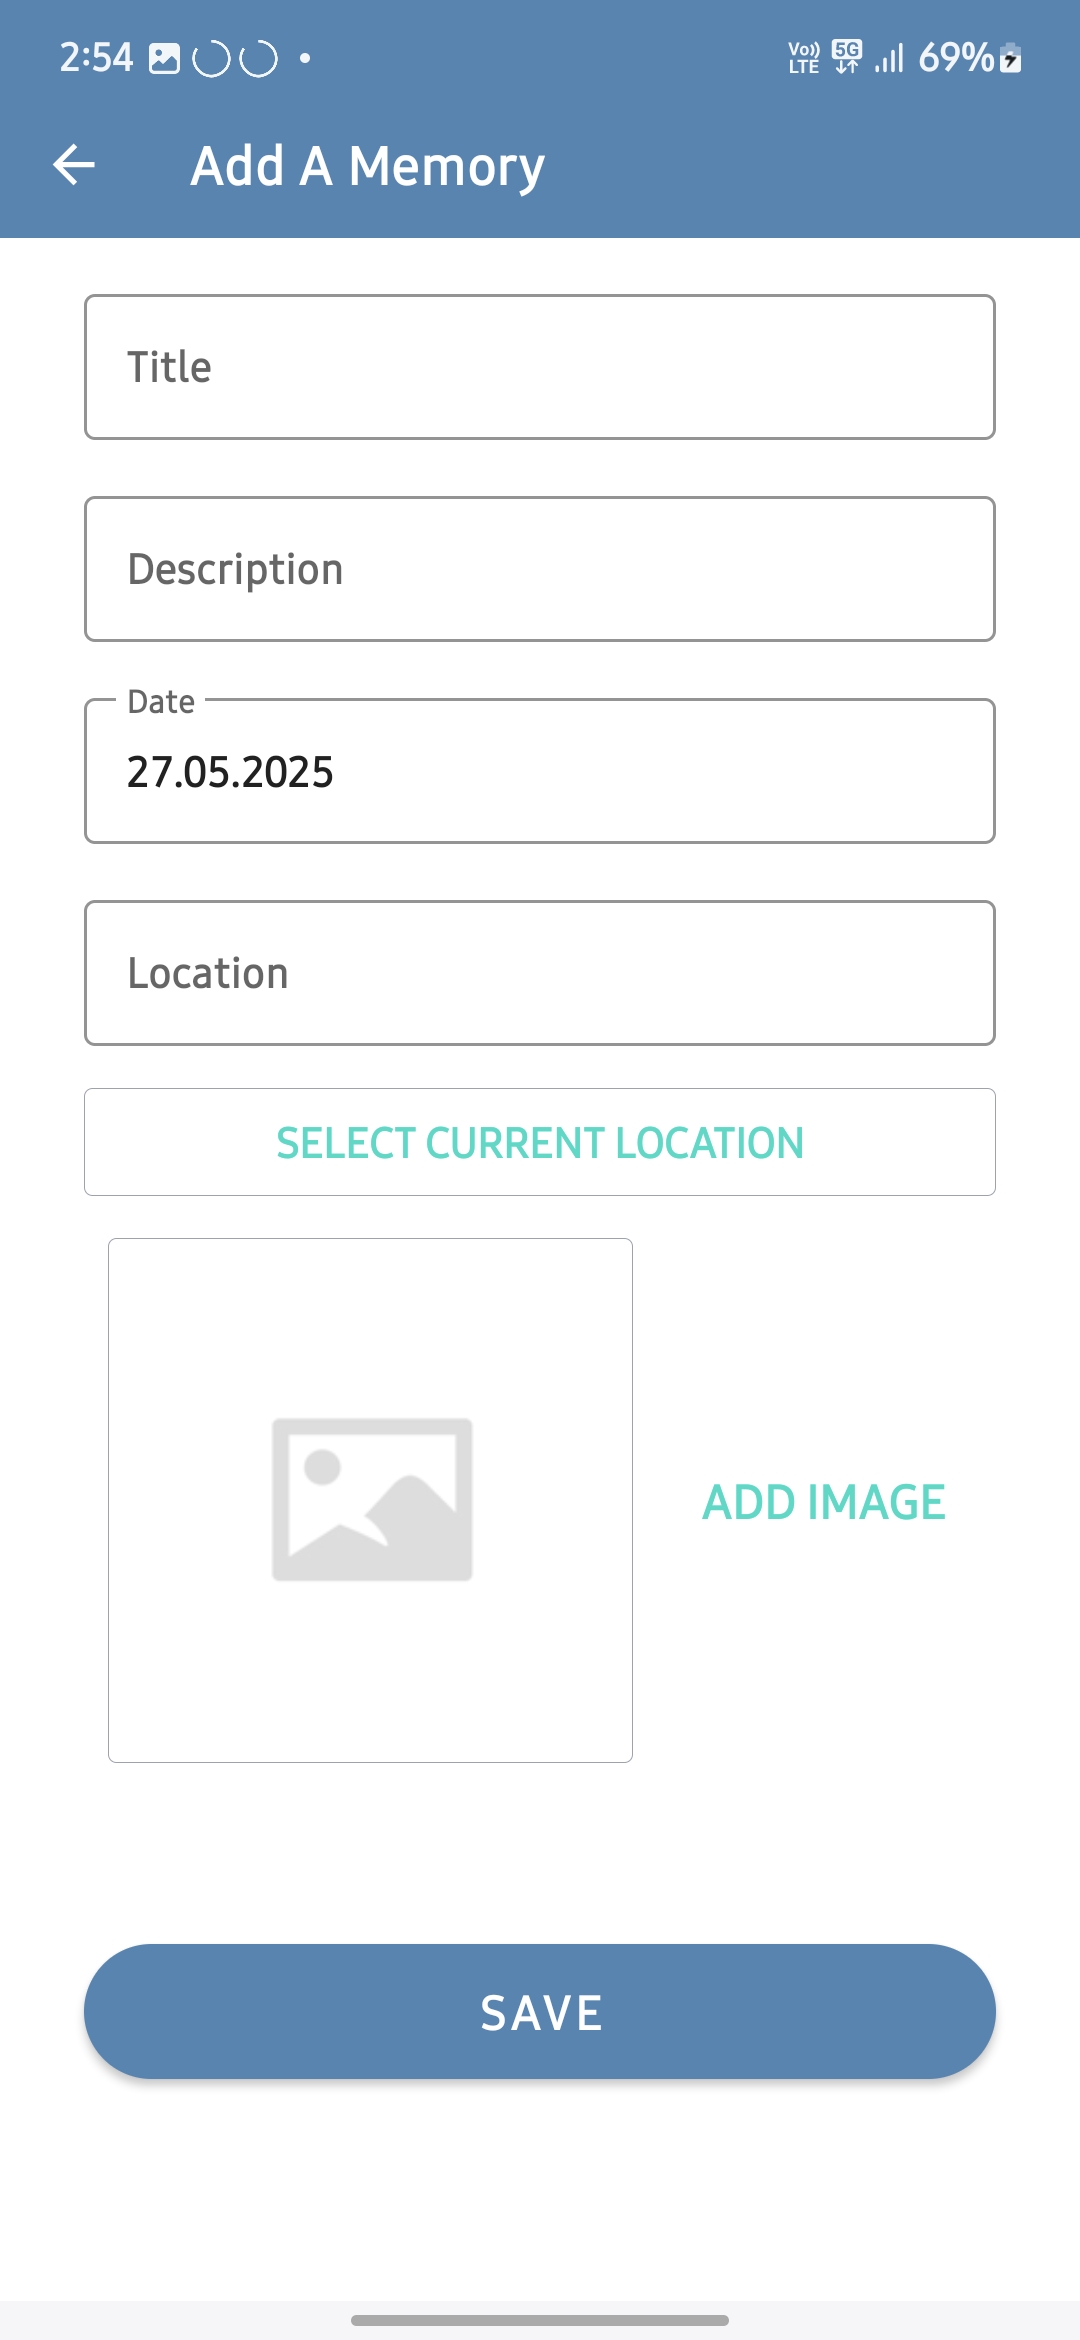 2:54 Vo)) LTE 5G 69%
Add A Memory
Title
Description
Date
27.05.2025
Location
SELECT CURRENT LOCATION
ADD IMAGE
SAVE